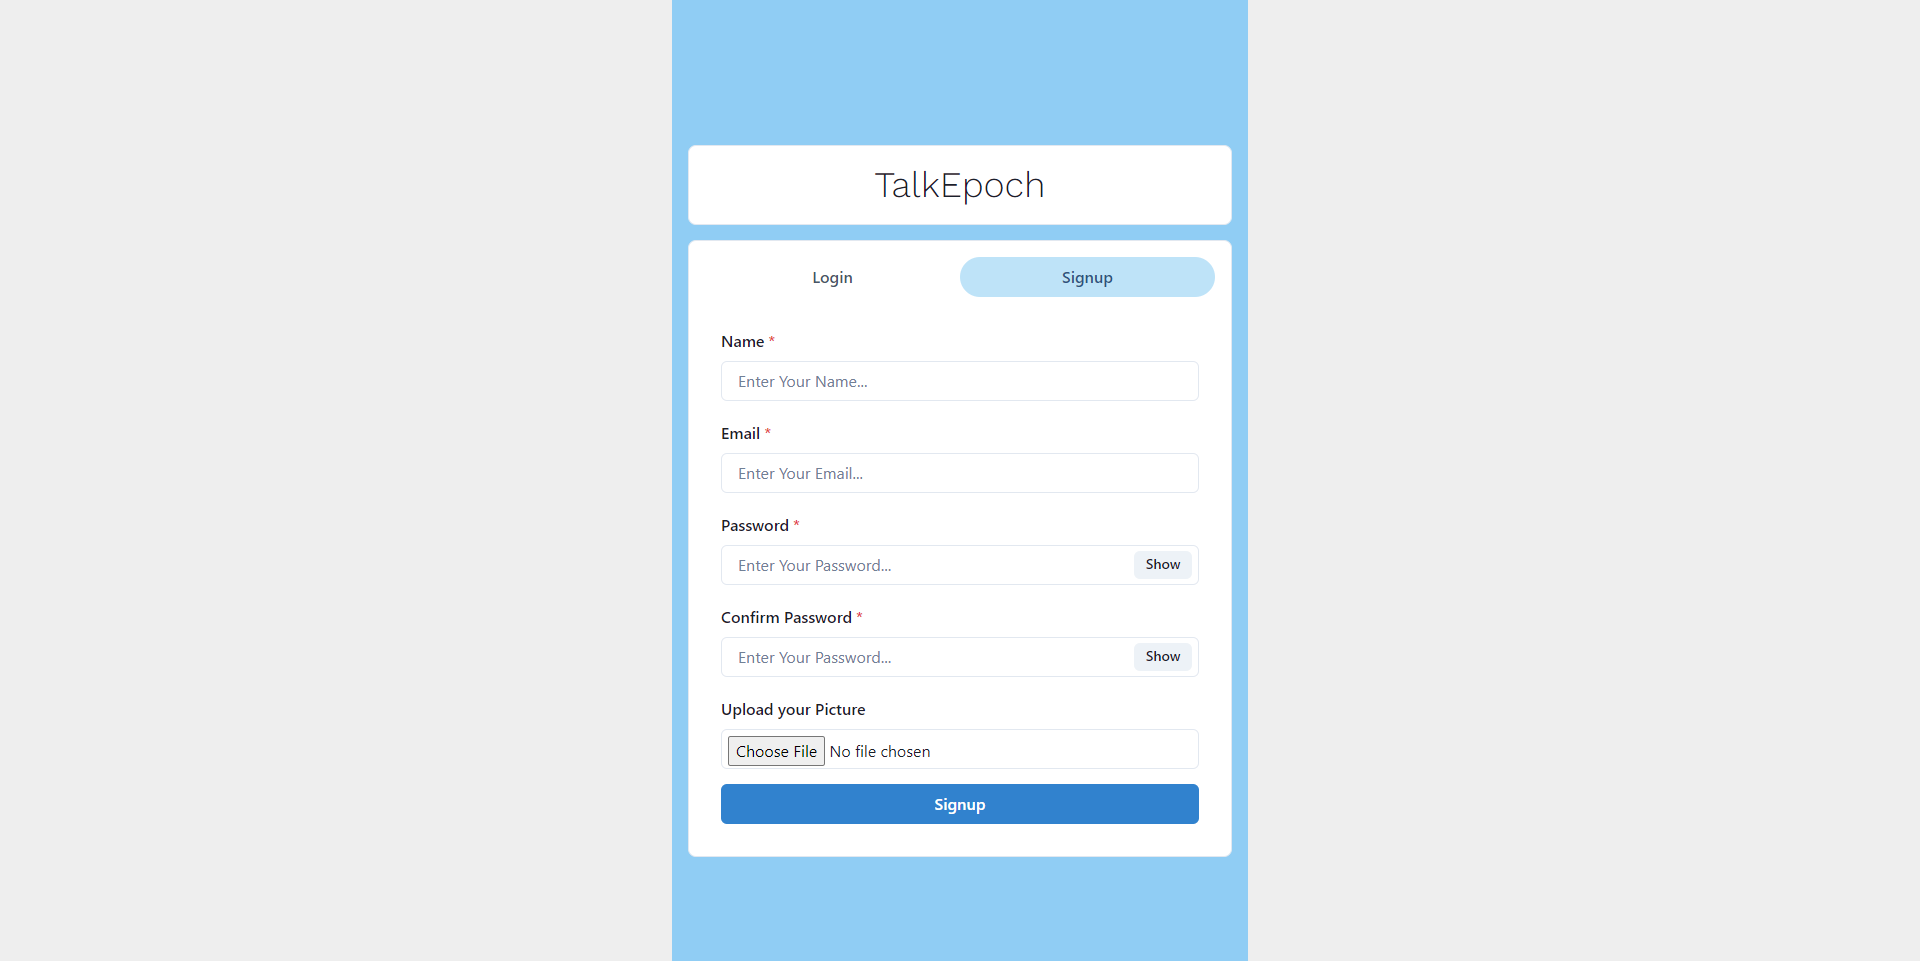 TalkEpoch
Login Signup
Name *
Enter Your Name...
Email *
Enter Your Email...
Password *
Enter Your Password... Show
Confirm Password *
Enter Your Password... Show
Upload your Picture
Choose File No file chosen
Signup